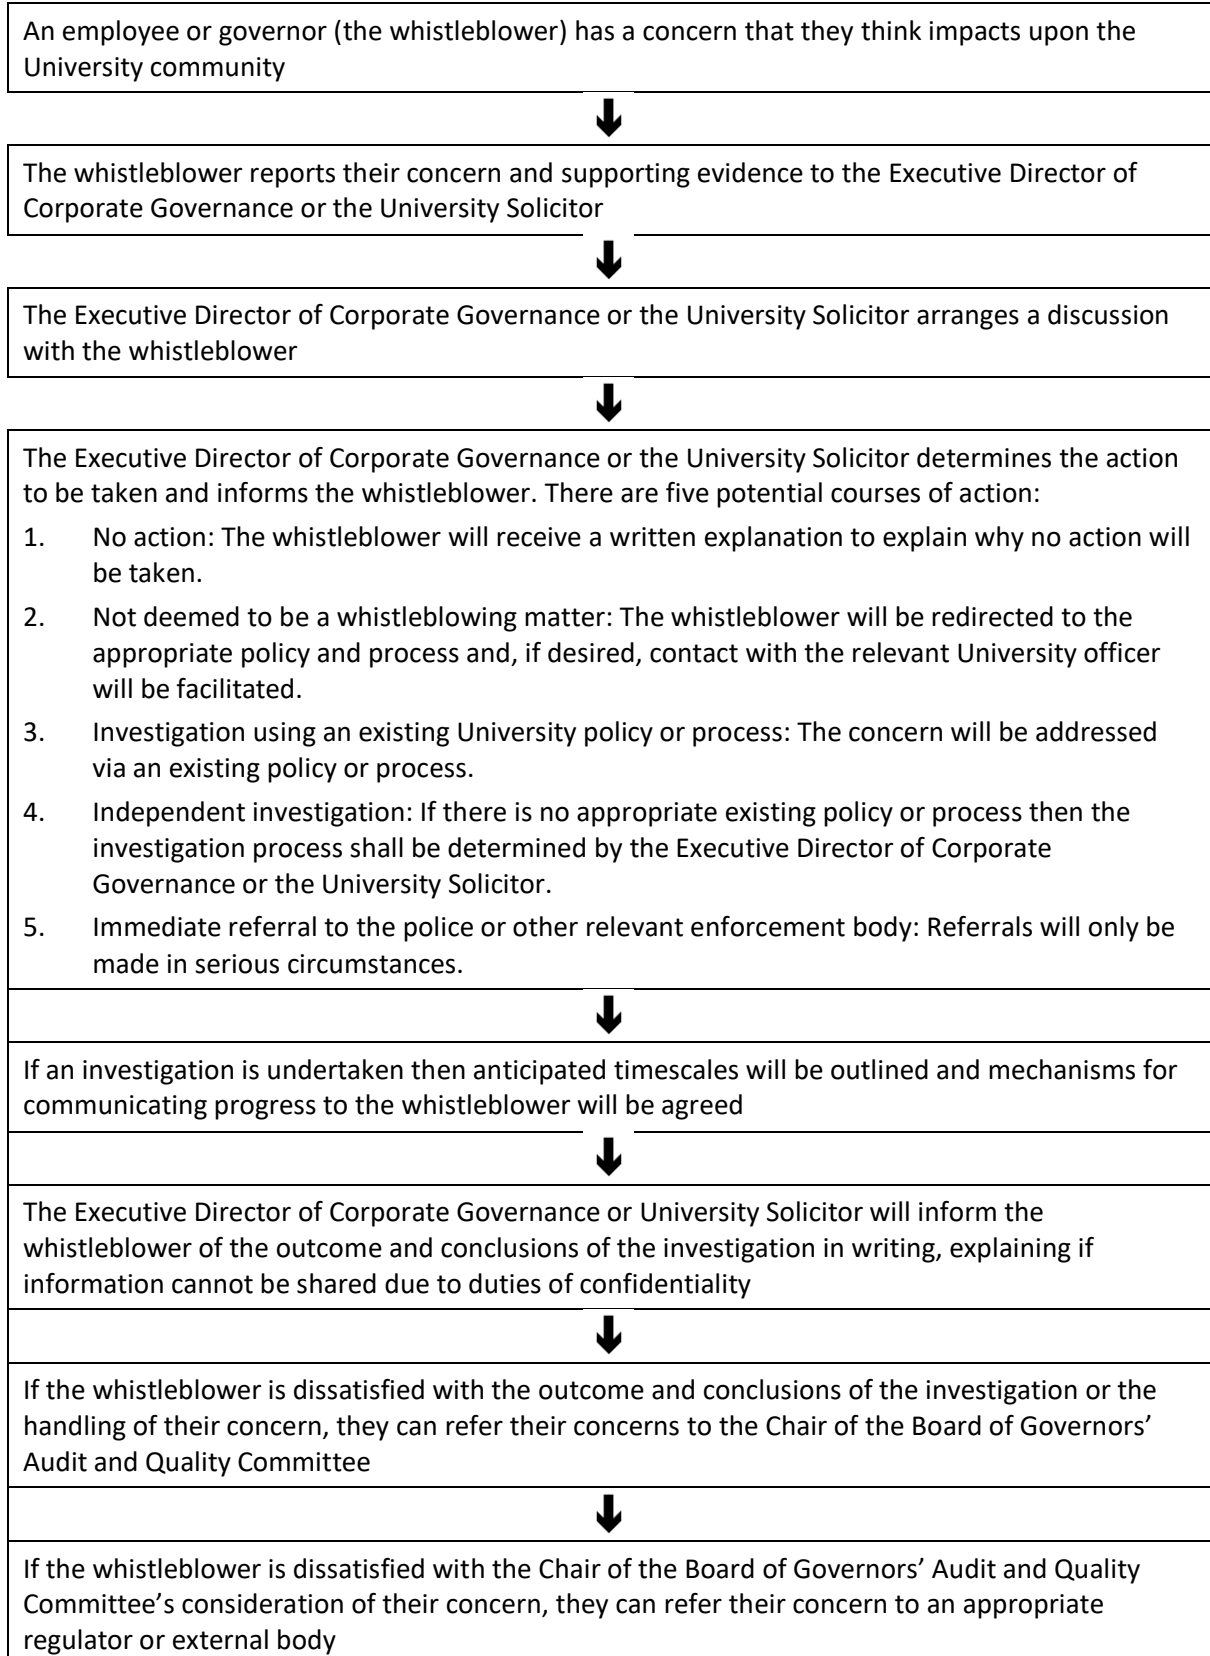 An employee or governor (the whistleblower) has a concern that they think impacts upon the
University community
The whistleblower reports their concern and supporting evidence to the Executive Director of
Corporate Governance or the University Solicitor
The Executive Director of Corporate Governance or the University Solicitor arranges a discussion
with the whistleblower
The Executive Director of Corporate Governance or the University Solicitor determines the action
to be taken and informs the whistleblower. There are five potential courses of action:
1. No action: The whistleblower will receive a written explanation to explain why no action will
be taken.
2. Not deemed to be a whistleblowing matter: The whistleblower will be redirected to the
appropriate policy and process and, if desired, contact with the relevant University officer
will be facilitated.
3. Investigation using an existing University policy or process: The concern will be addressed
via an existing policy or process.
4. Independent investigation: If there is no appropriate existing policy or process then the
investigation process shall be determined by the Executive Director of Corporate
Governance or the University Solicitor.
5. Immediate referral to the police or other relevant enforcement body: Referrals will only be
made in serious circumstances.
If an investigation is undertaken then anticipated timescales will be outlined and mechanisms for
communicating progress to the whistleblower will be agreed
The Executive Director of Corporate Governance or University Solicitor will inform the
whistleblower of the outcome and conclusions of the investigation in writing, explaining if
information cannot be shared due to duties of confidentiality
If the whistleblower is dissatisfied with the outcome and conclusions of the investigation or the
handling of their concern, they can refer their concerns to the Chair of the Board of Governors’
Audit and Quality Committee
If the whistleblower is dissatisfied with the Chair of the Board of Governors’ Audit and Quality
Committee’s consideration of their concern, they can refer their concern to an appropriate
regulator or external body